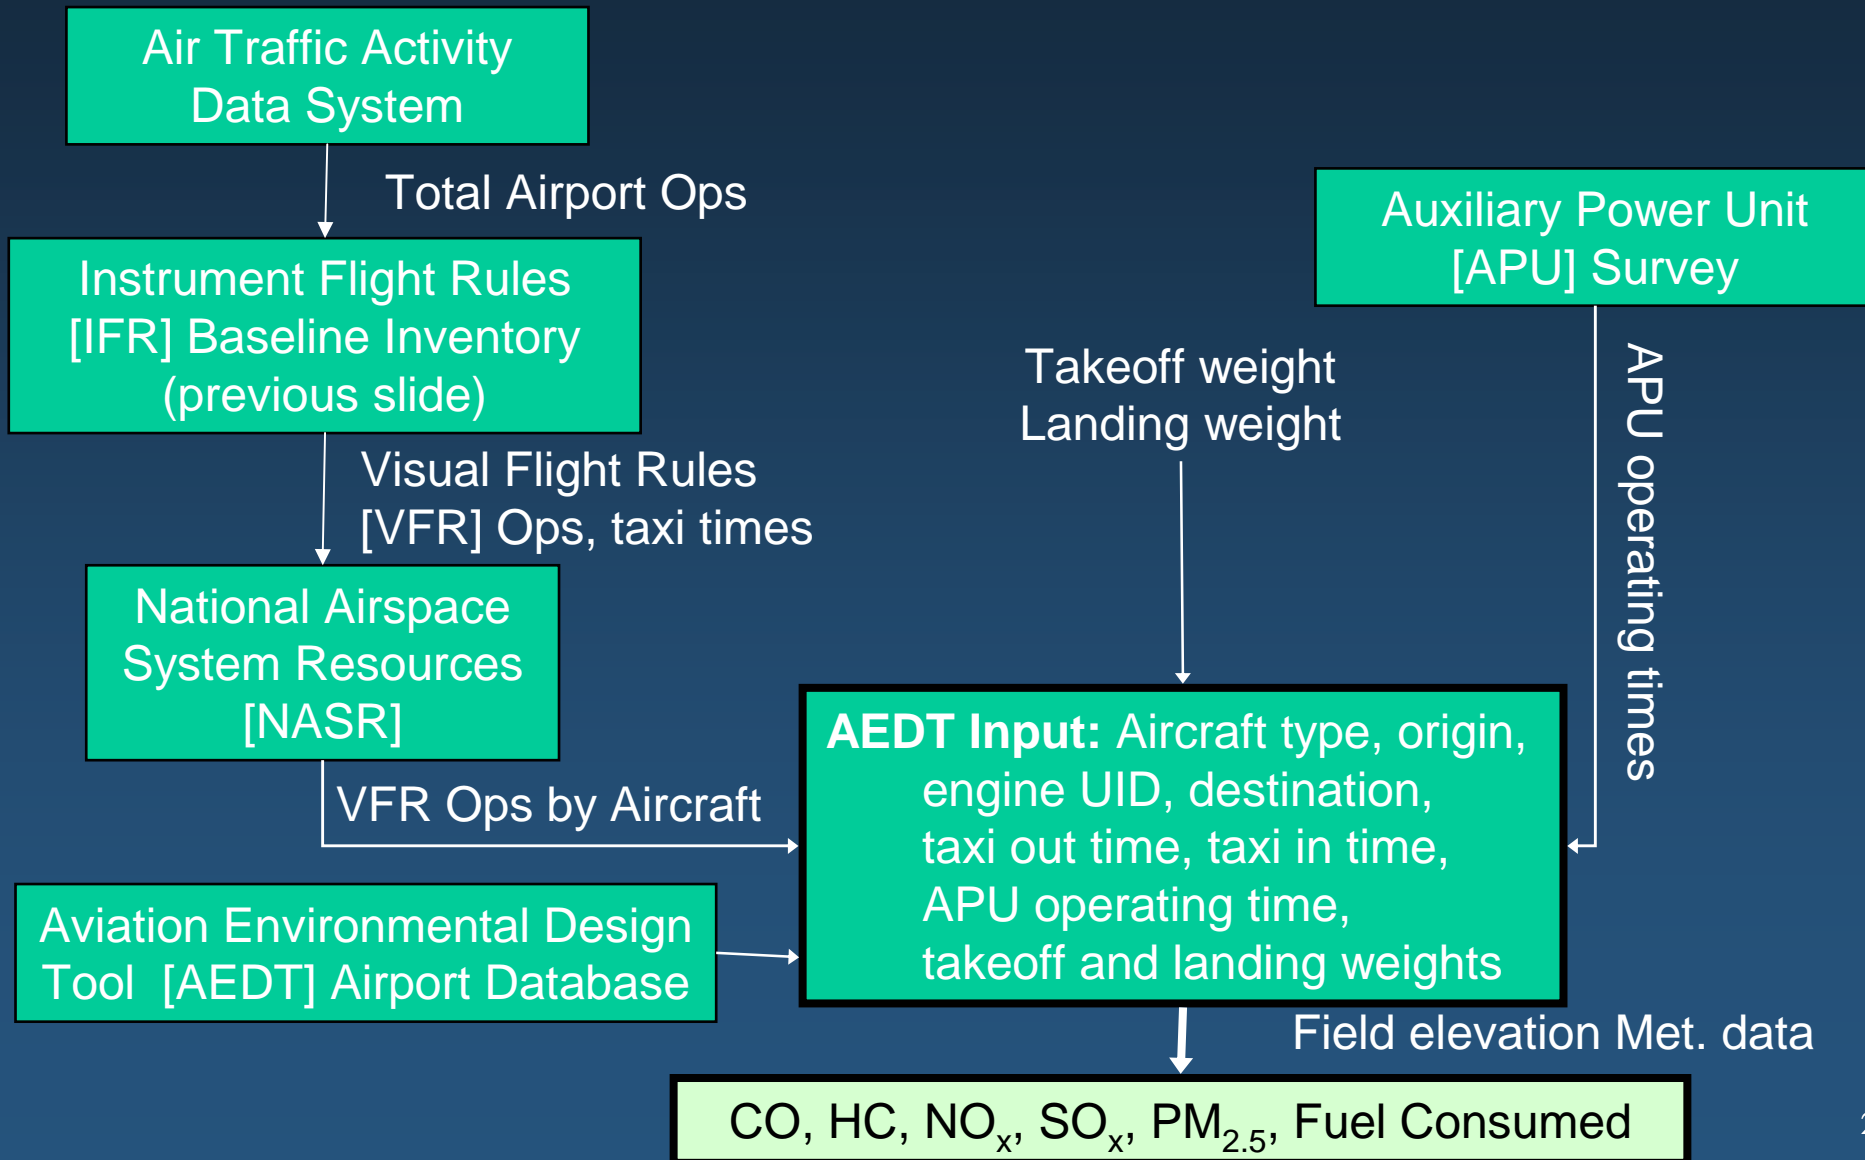 Air Traffic Activity
Data System
Total Airport Ops
Instrument Flight Rules
[IFR] Baseline Inventory
(previous slide)
Visual Flight Rules
[VFR] Ops, taxi times
National Airspace
System Resources
[NASR]
VFR Ops by Aircraft
Aviation Environmental Design
Tool [AEDT] Airport Database
Takeoff weight
Landing weight
Auxiliary Power Unit
[APU] Survey
APU operating times
AEDT Input: Aircraft type, origin,
engine UID, destination,
taxi out time, taxi in time,
APU operating time,
takeoff and landing weights
Field elevation Met. data
CO, HC, NOx, SOx, PM2.5, Fuel Consumed